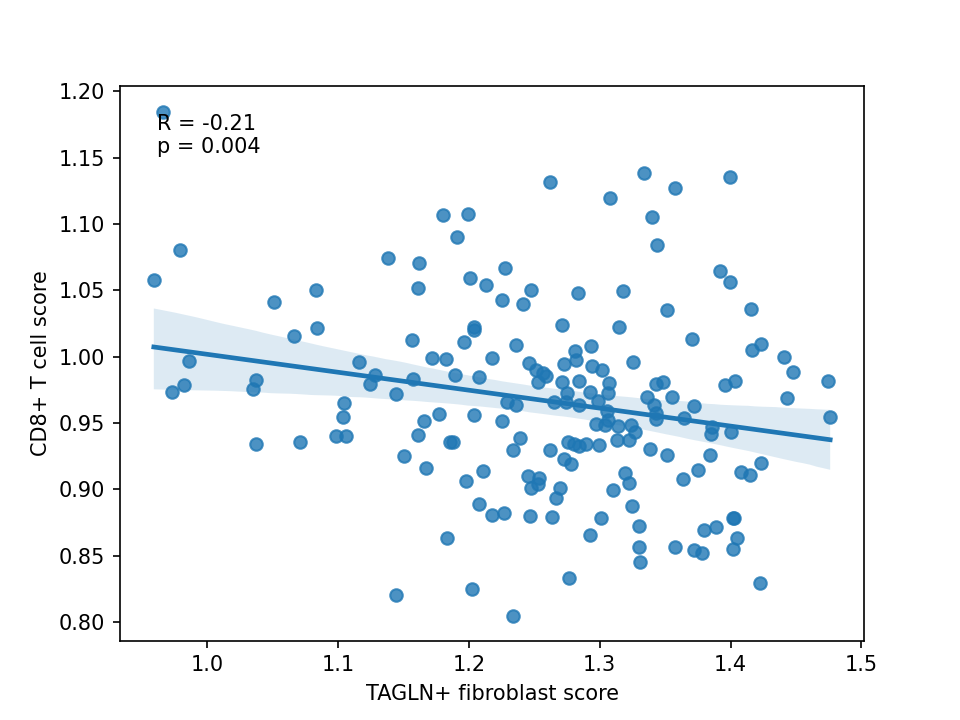 R = -0.21
p = 0.004
1.20
1.15
1.10
1.05
1.00
0.95
0.90
0.85
0.80
CD8+ T cell score
1.0 1.1 1.2 1.3 1.4 1.5
TAGLN+ fibroblast score